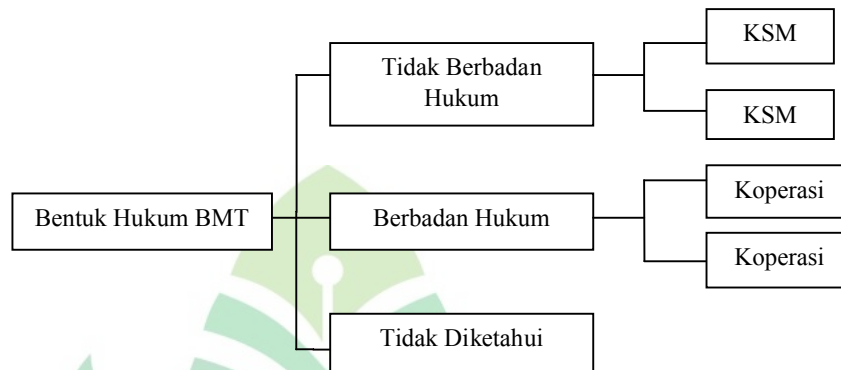 KSM
Tidak Berbadan
Hukum
KSM
Koperasi
Bentuk Hukum BMT
Berbadan Hukum
Koperasi
Tidak Diketahui